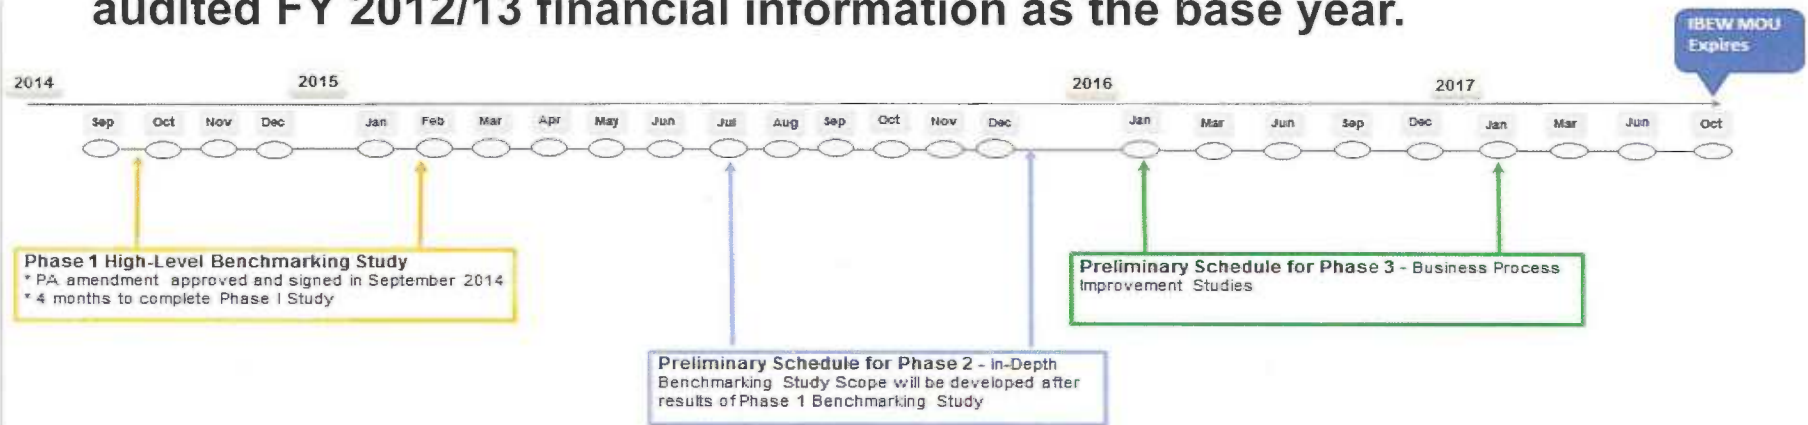 audited FY 2012/13 financial information as the base year.
IBEW MOU
Expires
2014 2015 2016 2017
Sep Oct Nov Dec Jan Feb Mar Apr May Jun Jul Aug Sep Oct Nov Dec Jan Mar Jun Sep Dec Jan Mar Jun Oct
Phase 1 High-Level Benchmarking Study
* PA amendment approved and signed in September 2014
* 4 months to complete Phase I Study
Preliminary Schedule for Phase 3 - Business Process
Improvement Studies
Preliminary Schedule for Phase 2 - In-Depth
Benchmarking Study Scope will be developed after
results of Phase 1 Benchmarking Study